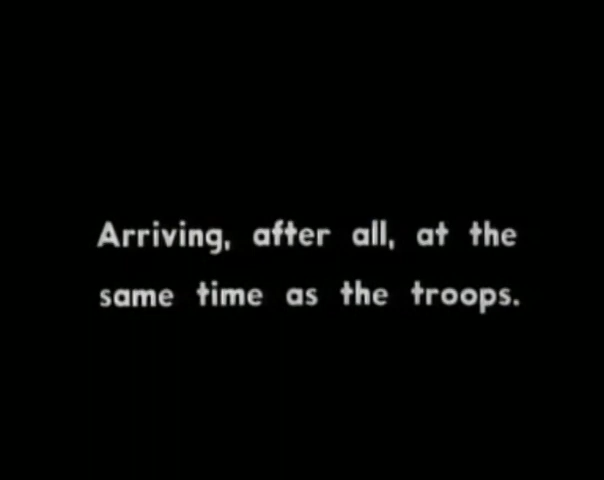 Arriving, after all, at the
same time as the troops.